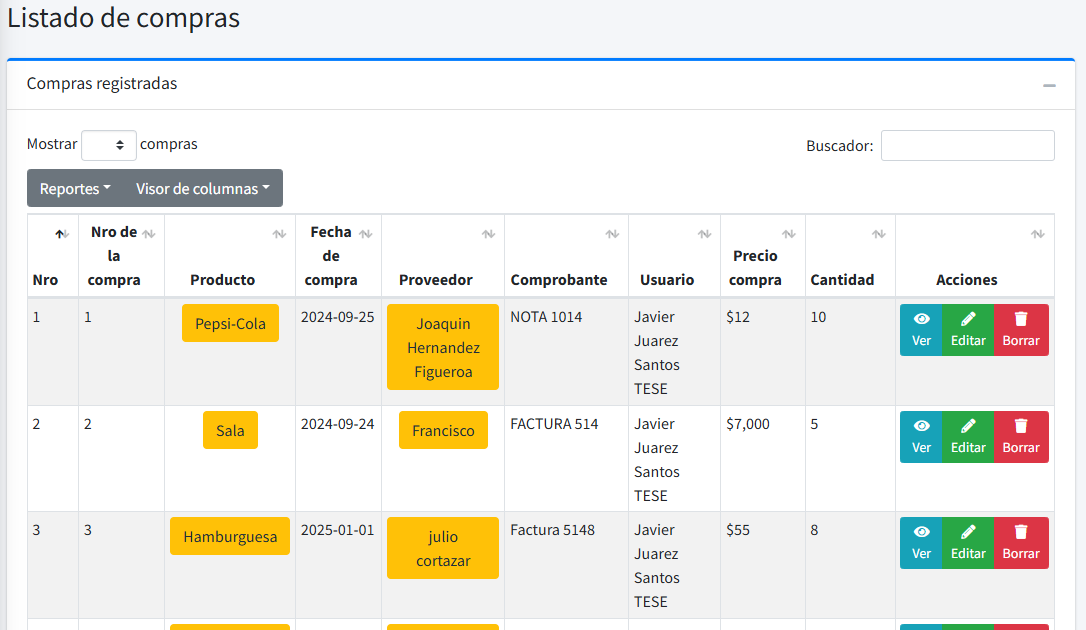 Listado de compras
Compras registradas
Mostrar compras
Buscador:
Reportes Visor de columnas
Nro
Nro de
la
compra
Producto
Fecha
de
compra
Proveedor
Comprobante
Usuario
Precio
compra
Cantidad
Acciones
1
1
Pepsi-Cola
2024-09-25
Joaquin
Hernandez
Figueroa
NOTA 1014
Javier
Juarez
Santos
TESE
$12
10
Ver
Editar
Borrar
2
2
Sala
2024-09-24
Francisco
FACTURA 514
Javier
Juarez
Santos
TESE
$7,000
5
Ver
Editar
Borrar
3
3
Hamburguesa
2025-01-01
julio
cortazar
Factura 5148
Javier
Juarez
Santos
TESE
$55
8
Ver
Editar
Borrar